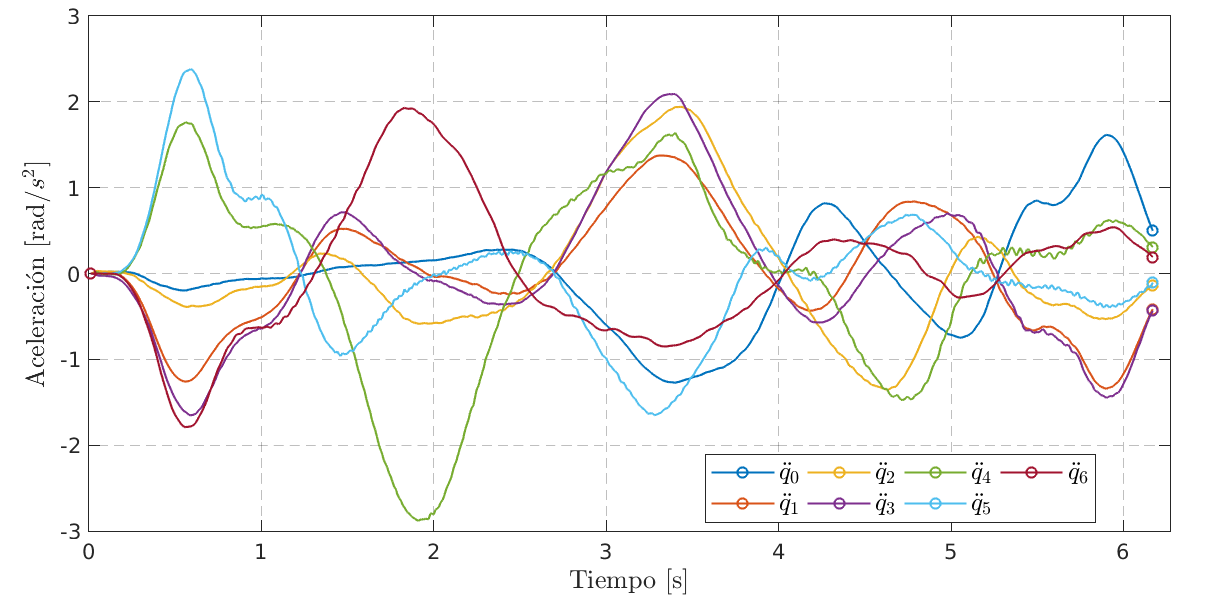 3
2
1
0
-1
-2
-3
Aceleración [rad/s²]
0 1 2 3 4 5 6
Tiempo [s]
q̈₀ q̈₂ q̈₄ q̈₆
q̈₁ q̈₃ q̈₅